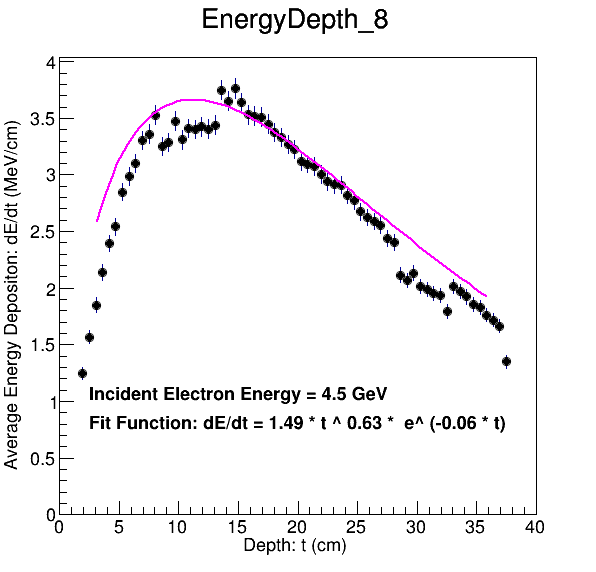 EnergyDepth_8
Average Energy Depositon: dE/dt (MeV/cm)
4
3.5
3
2.5
2
1.5
1
0.5
0
Incident Electron Energy = 4.5 GeV
Fit Function: dE/dt = 1.49 * t ^ 0.63 *  e^ (-0.06 * t)
0 5 10 15 20 25 30 35 40
Depth: t (cm)